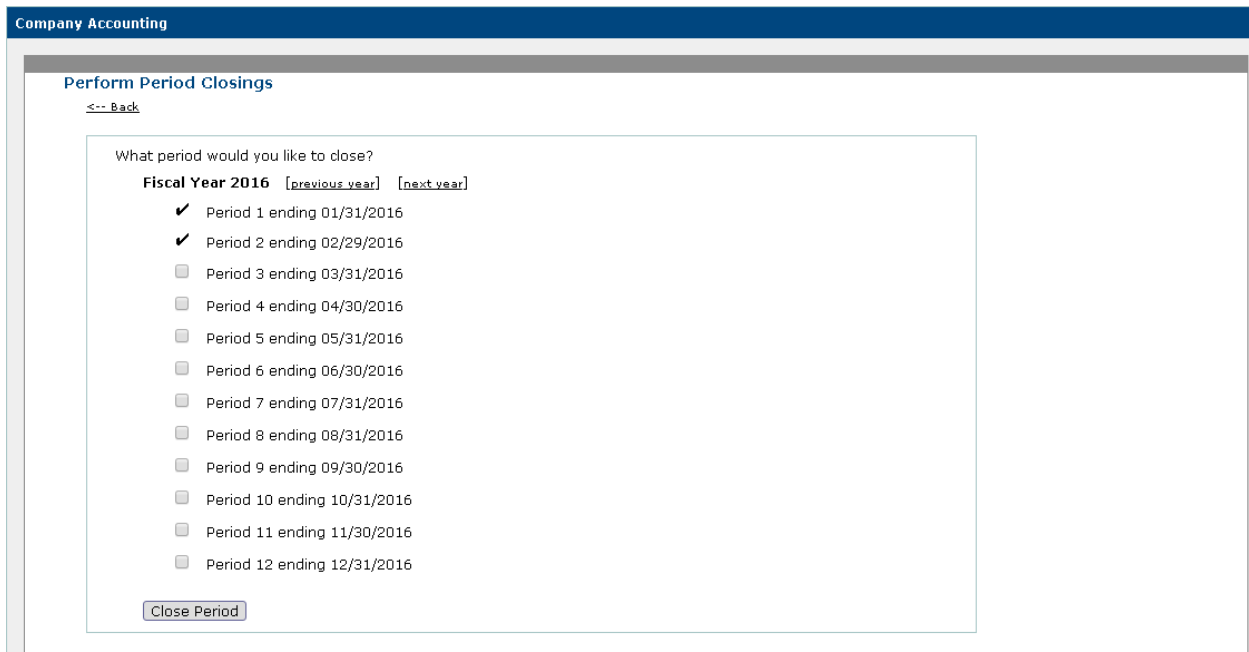 Company Accounting
Perform Period Closings
<-- Back
What period would you like to close?
Fiscal Year 2016 [previous year] [next year]
Period 1 ending 01/31/2016
Period 2 ending 02/29/2016
Period 3 ending 03/31/2016
Period 4 ending 04/30/2016
Period 5 ending 05/31/2016
Period 6 ending 06/30/2016
Period 7 ending 07/31/2016
Period 8 ending 08/31/2016
Period 9 ending 09/30/2016
Period 10 ending 10/31/2016
Period 11 ending 11/30/2016
Period 12 ending 12/31/2016
Close Period